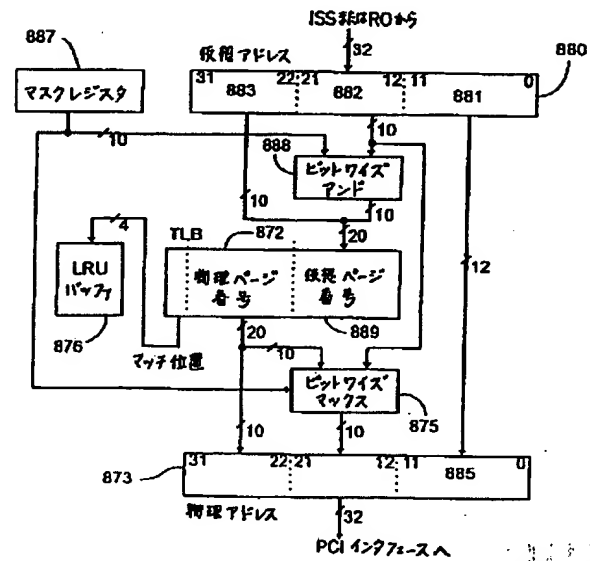 ISSまたはROから
32
887
仮想アドレス
マスクレジスタ
31
22
21
12
11
0
880
883
882
881
10
10
888
ビットワイズ
アンド
10
10
TLB
872
20
4
12
LRU
バッファ
物理ページ
番号
仮想ページ
番号
876
20
889
マッチ位置
10
ビットワイズ
マックス
875
10
10
31
22
21
12
11
0
873
885
物理アドレス
32
PCIインタフェースへ